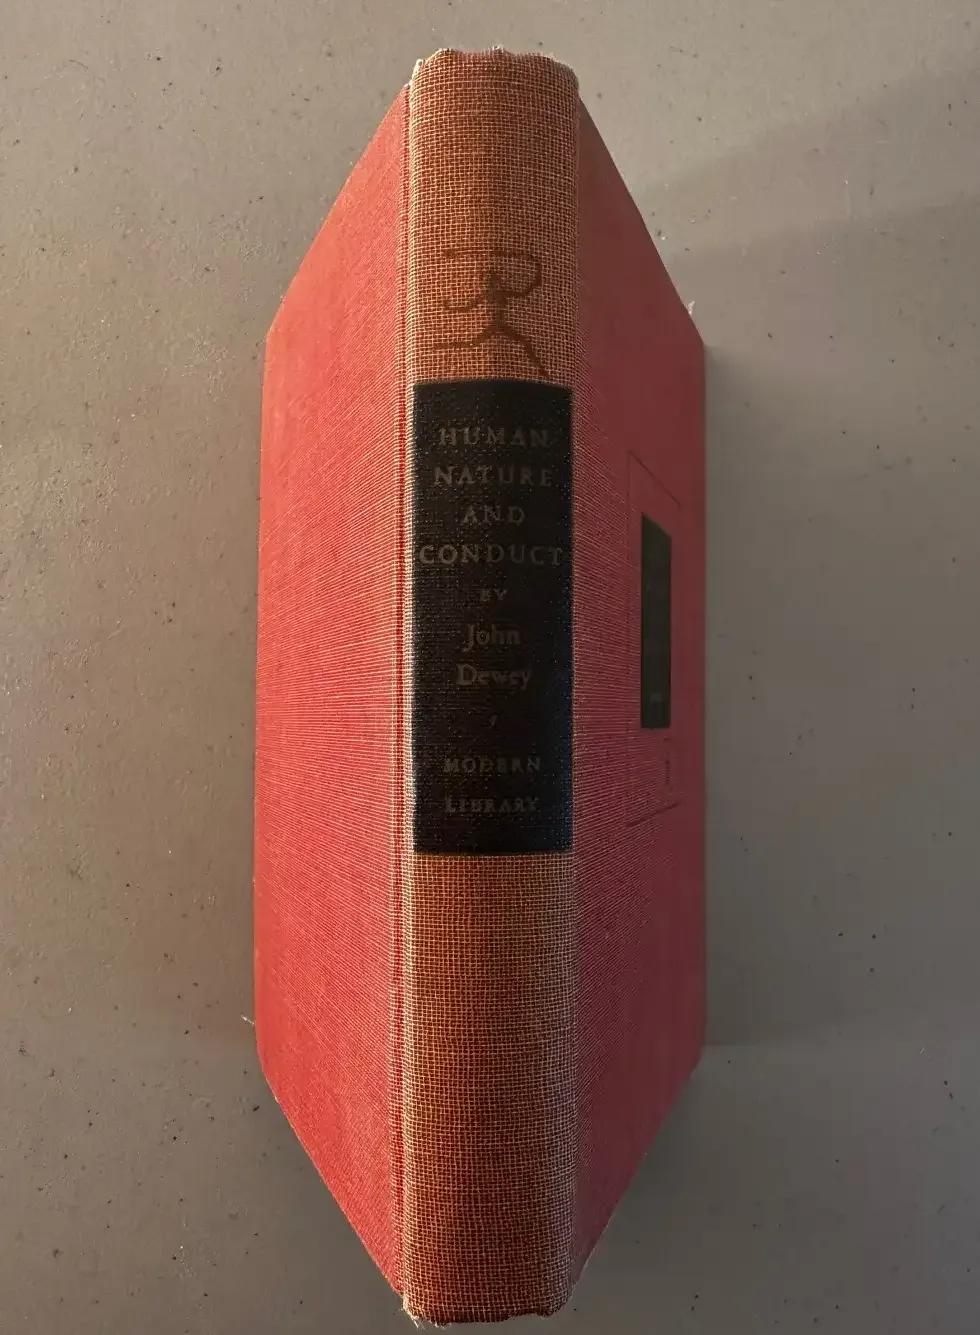 HUMAN
NATURE
AND
CONDUCT
BY
John
Dewey
MODERN
LIBRARY